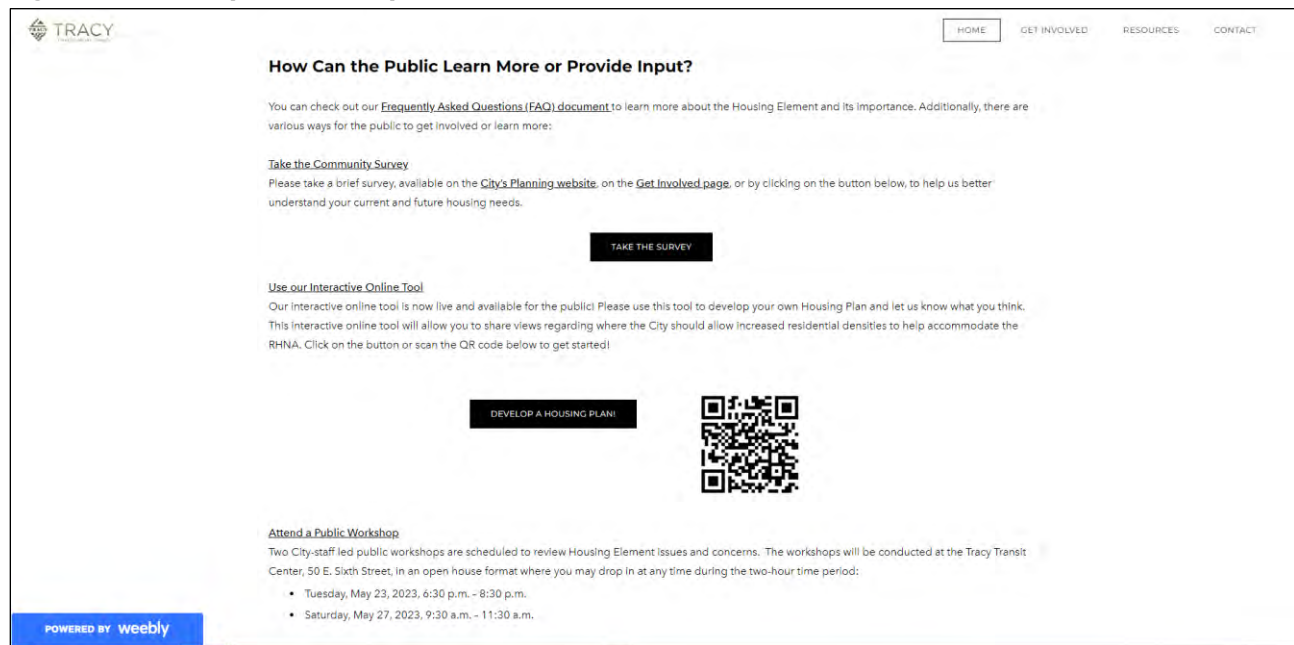 TRACY
HOME GET INVOLVED RESOURCES CONTACT
How Can the Public Learn More or Provide Input?
You can check out our Frequently Asked Questions (FAQ) document to learn more about the Housing Element and its importance. Additionally, there are
various ways for the public to get involved or learn more:
Take the Community Survey
Please take a brief survey, available on the City's Planning website, on the Get Involved page, or by clicking on the button below, to help us better
understand your current and future housing needs.
TAKE THE SURVEY
Use our Interactive Online Tool
Our interactive online tool is now live and available for the public! Please use this tool to develop your own Housing Plan and let us know what you think.
This interactive online tool will allow you to share views regarding where the City should allow increased residential densities to help accommodate the
RHNA. Click on the button or scan the QR code below to get started!
DEVELOP A HOUSING PLAN!
Attend a Public Workshop
Two City-staff led public workshops are scheduled to review Housing Element issues and concerns. The workshops will be conducted at the Tracy Transit
Center, 50 E. Sixth Street, in an open house format where you may drop in at any time during the two-hour time period:
• Tuesday, May 23, 2023, 6:30 p.m. - 8:30 p.m.
• Saturday, May 27, 2023, 9:30 a.m. - 11:30 a.m.
POWERED BY weebly